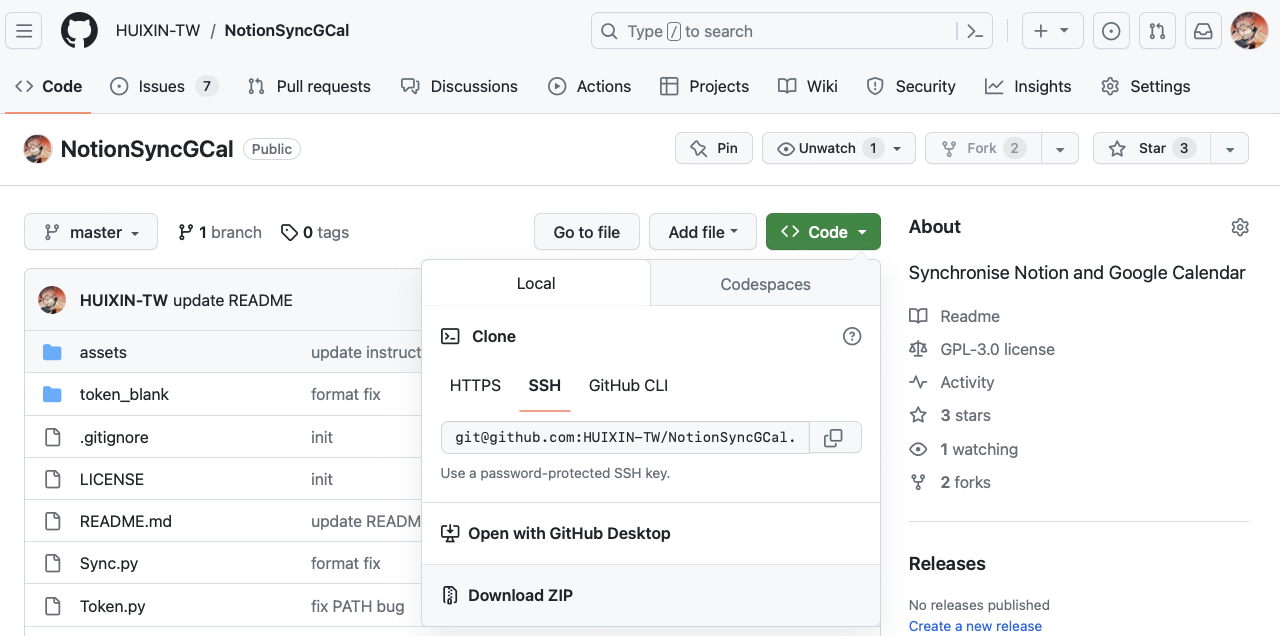 HUIXIN-TW / NotionSyncGCal
Type / to search
Code Issues 7 Pull requests Discussions Actions Projects Wiki Security Insights Settings
NotionSyncGCal Public
Pin Unwatch 1 Fork 2 Star 3
master 1 branch 0 tags
Go to file Add file Code
HUIXIN-TW update README
assets update instruct
token_blank format fix
.gitignore init
LICENSE init
README.md update READM
Sync.py format fix
Token.py fix PATH bug
Local Codespaces
Clone
HTTPS SSH GitHub CLI
git@github.com:HUIXIN-TW/NotionSyncGCal.
Use a password-protected SSH key.
Open with GitHub Desktop
Download ZIP
About
Synchronise Notion and Google Calendar
Readme
GPL-3.0 license
Activity
3 stars
1 watching
2 forks
Releases
No releases published
Create a new release